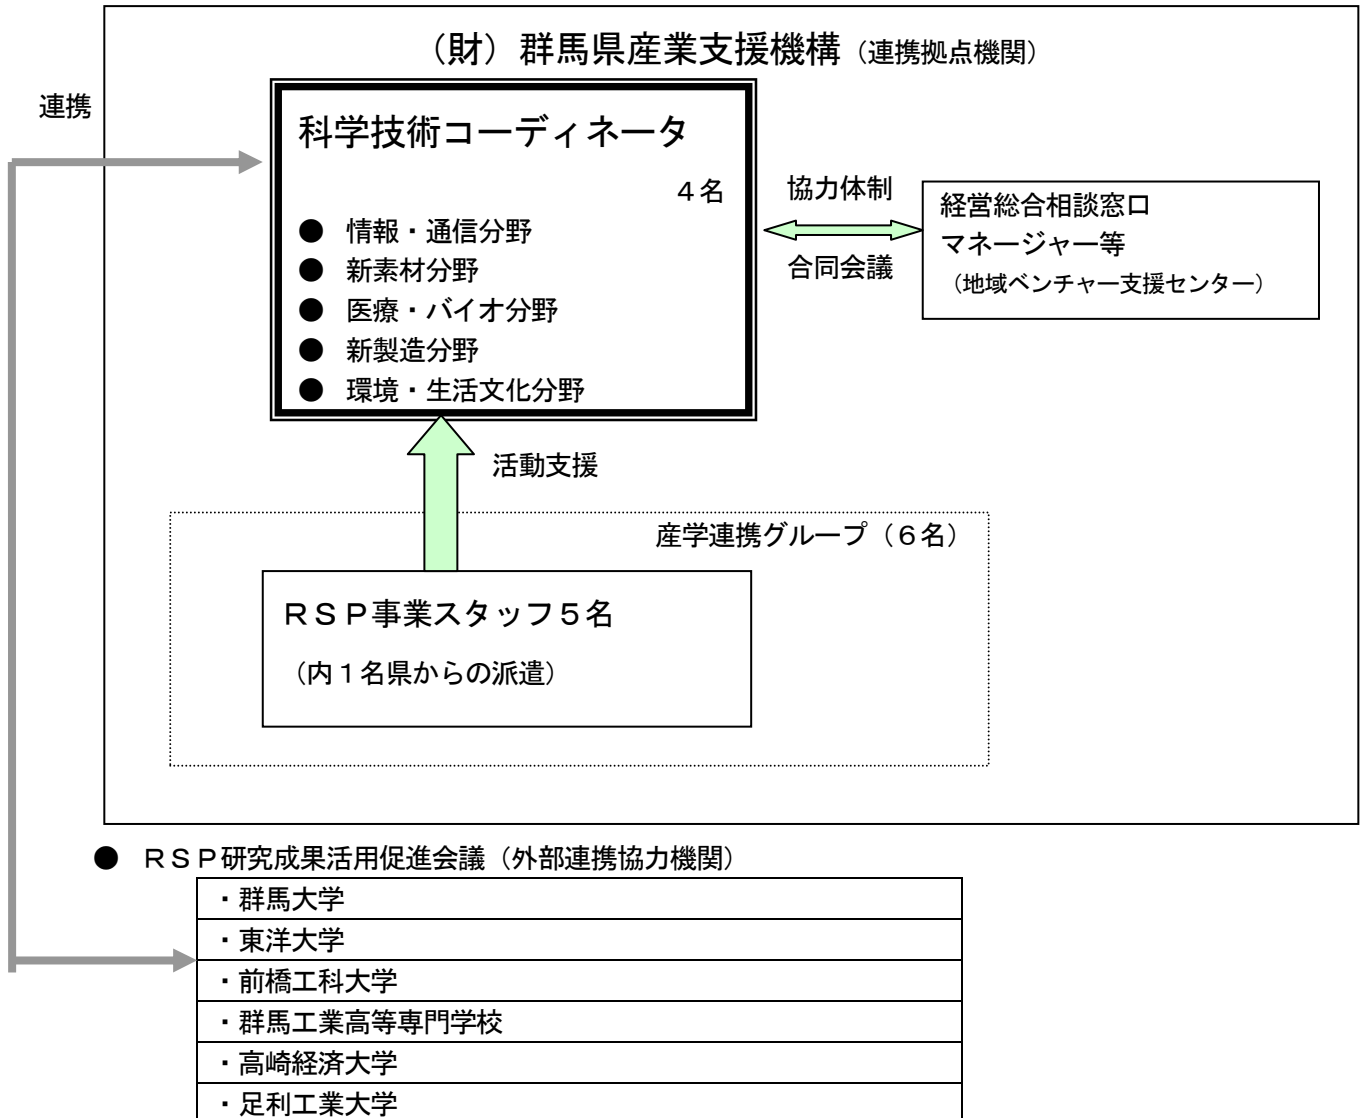 （財）群馬県産業支援機構（連携拠点機関）
連携
科学技術コーディネータ
４名
● 情報・通信分野
● 新素材分野
● 医療・バイオ分野
● 新製造分野
● 環境・生活文化分野
協力体制
合同会議
経営総合相談窓口
マネージャー等
（地域ベンチャー支援センター）
活動支援
産学連携グループ（６名）
ＲＳＰ事業スタッフ５名
（内１名県からの派遣）
● ＲＳＰ研究成果活用促進会議（外部連携協力機関）
・群馬大学
・東洋大学
・前橋工科大学
・群馬工業高等専門学校
・高崎経済大学
・足利工業大学